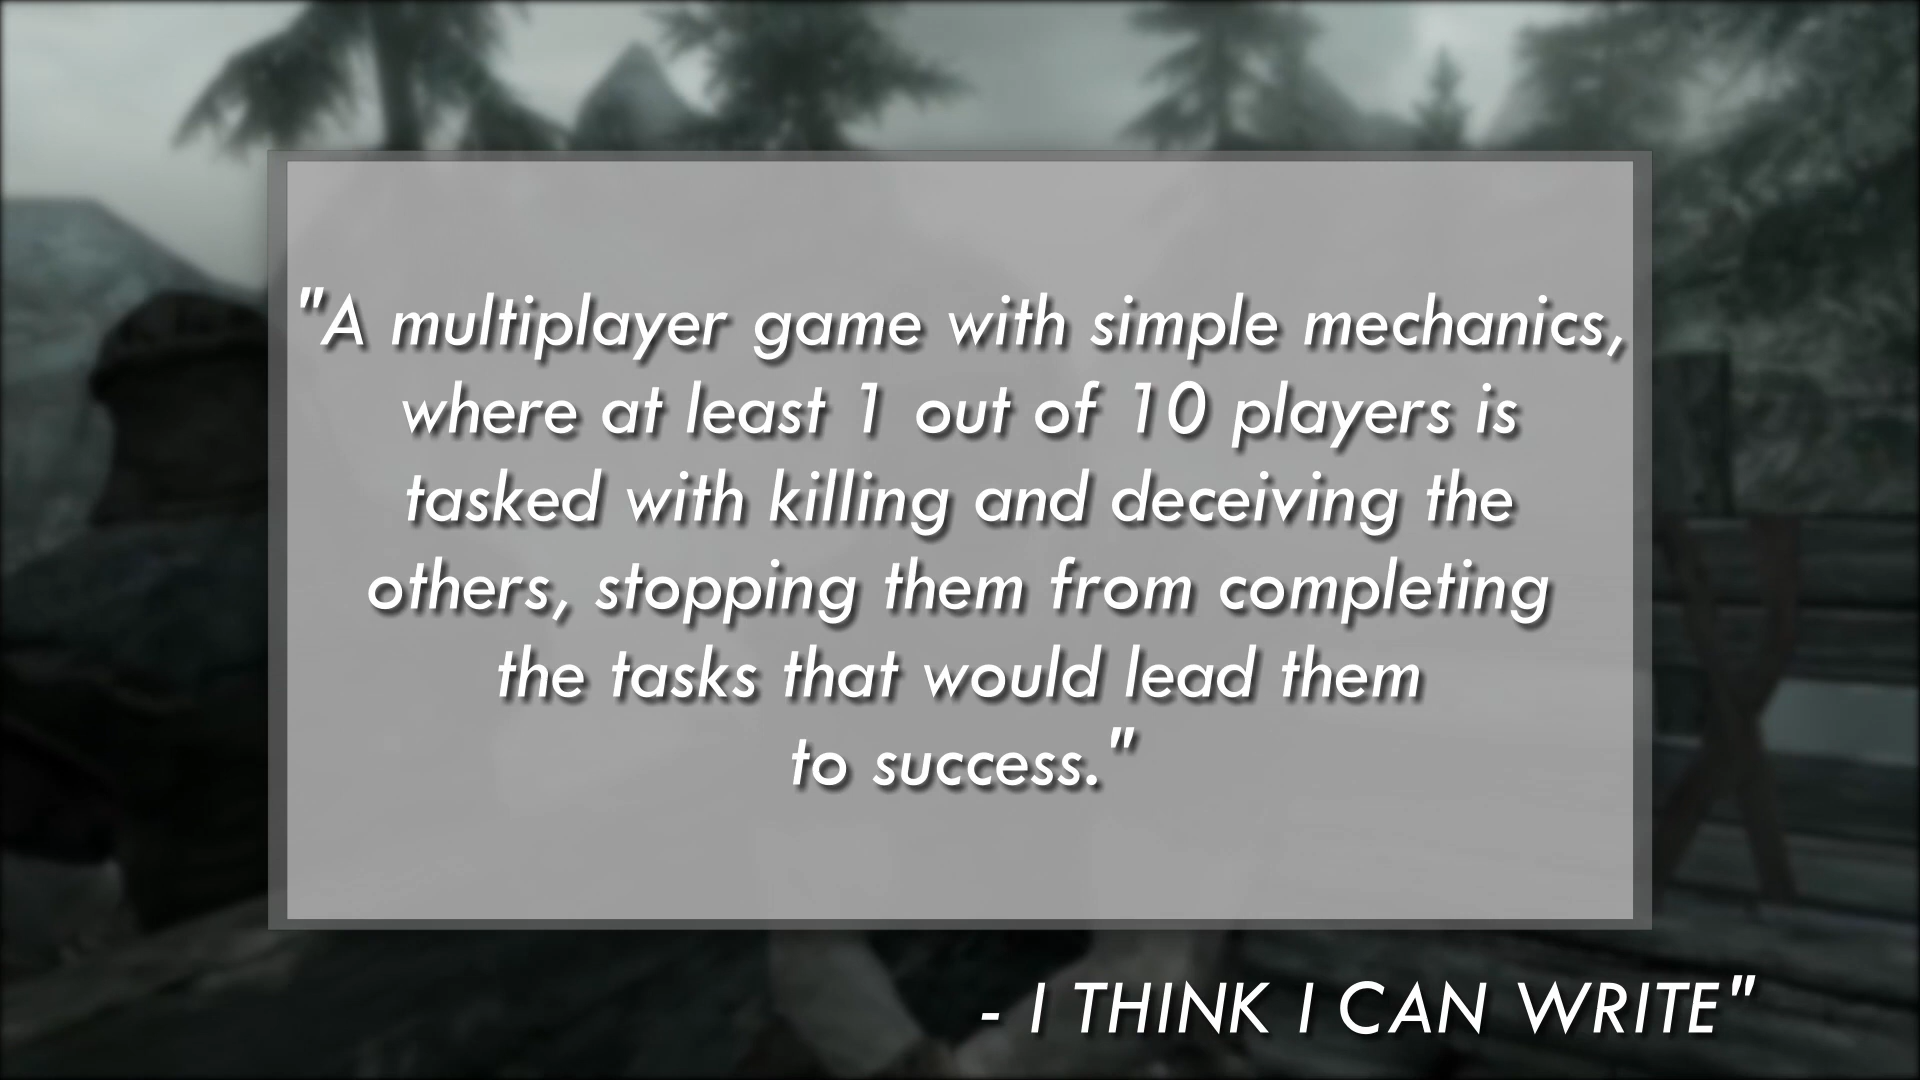 "A multiplayer game with simple mechanics,
where at least 1 out of 10 players is
tasked with killing and deceiving the
others, stopping them from completing
the tasks that would lead them
to success."
- I THINK I CAN WRITE"